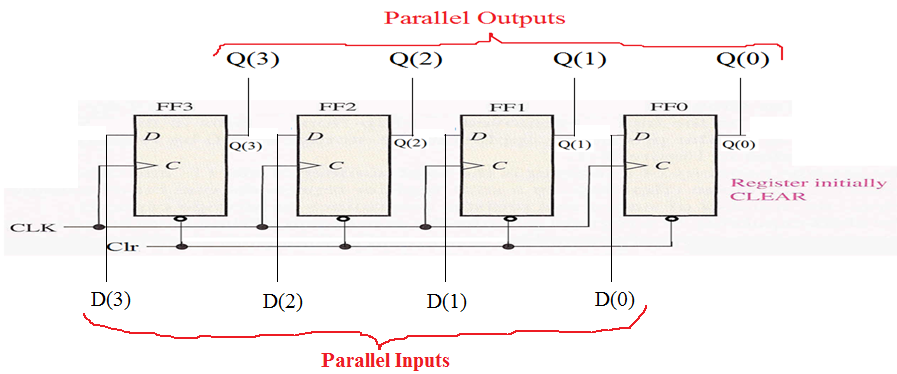 Parallel Outputs
Q(3) Q(2) Q(1) Q(0)
FF3 FF2 FF1 FF0
D D D D
Q(3) Q(2) Q(1) Q(0)
C C C C
Register initially
CLEAR
CLK
Clr
D(3) D(2) D(1) D(0)
Parallel Inputs